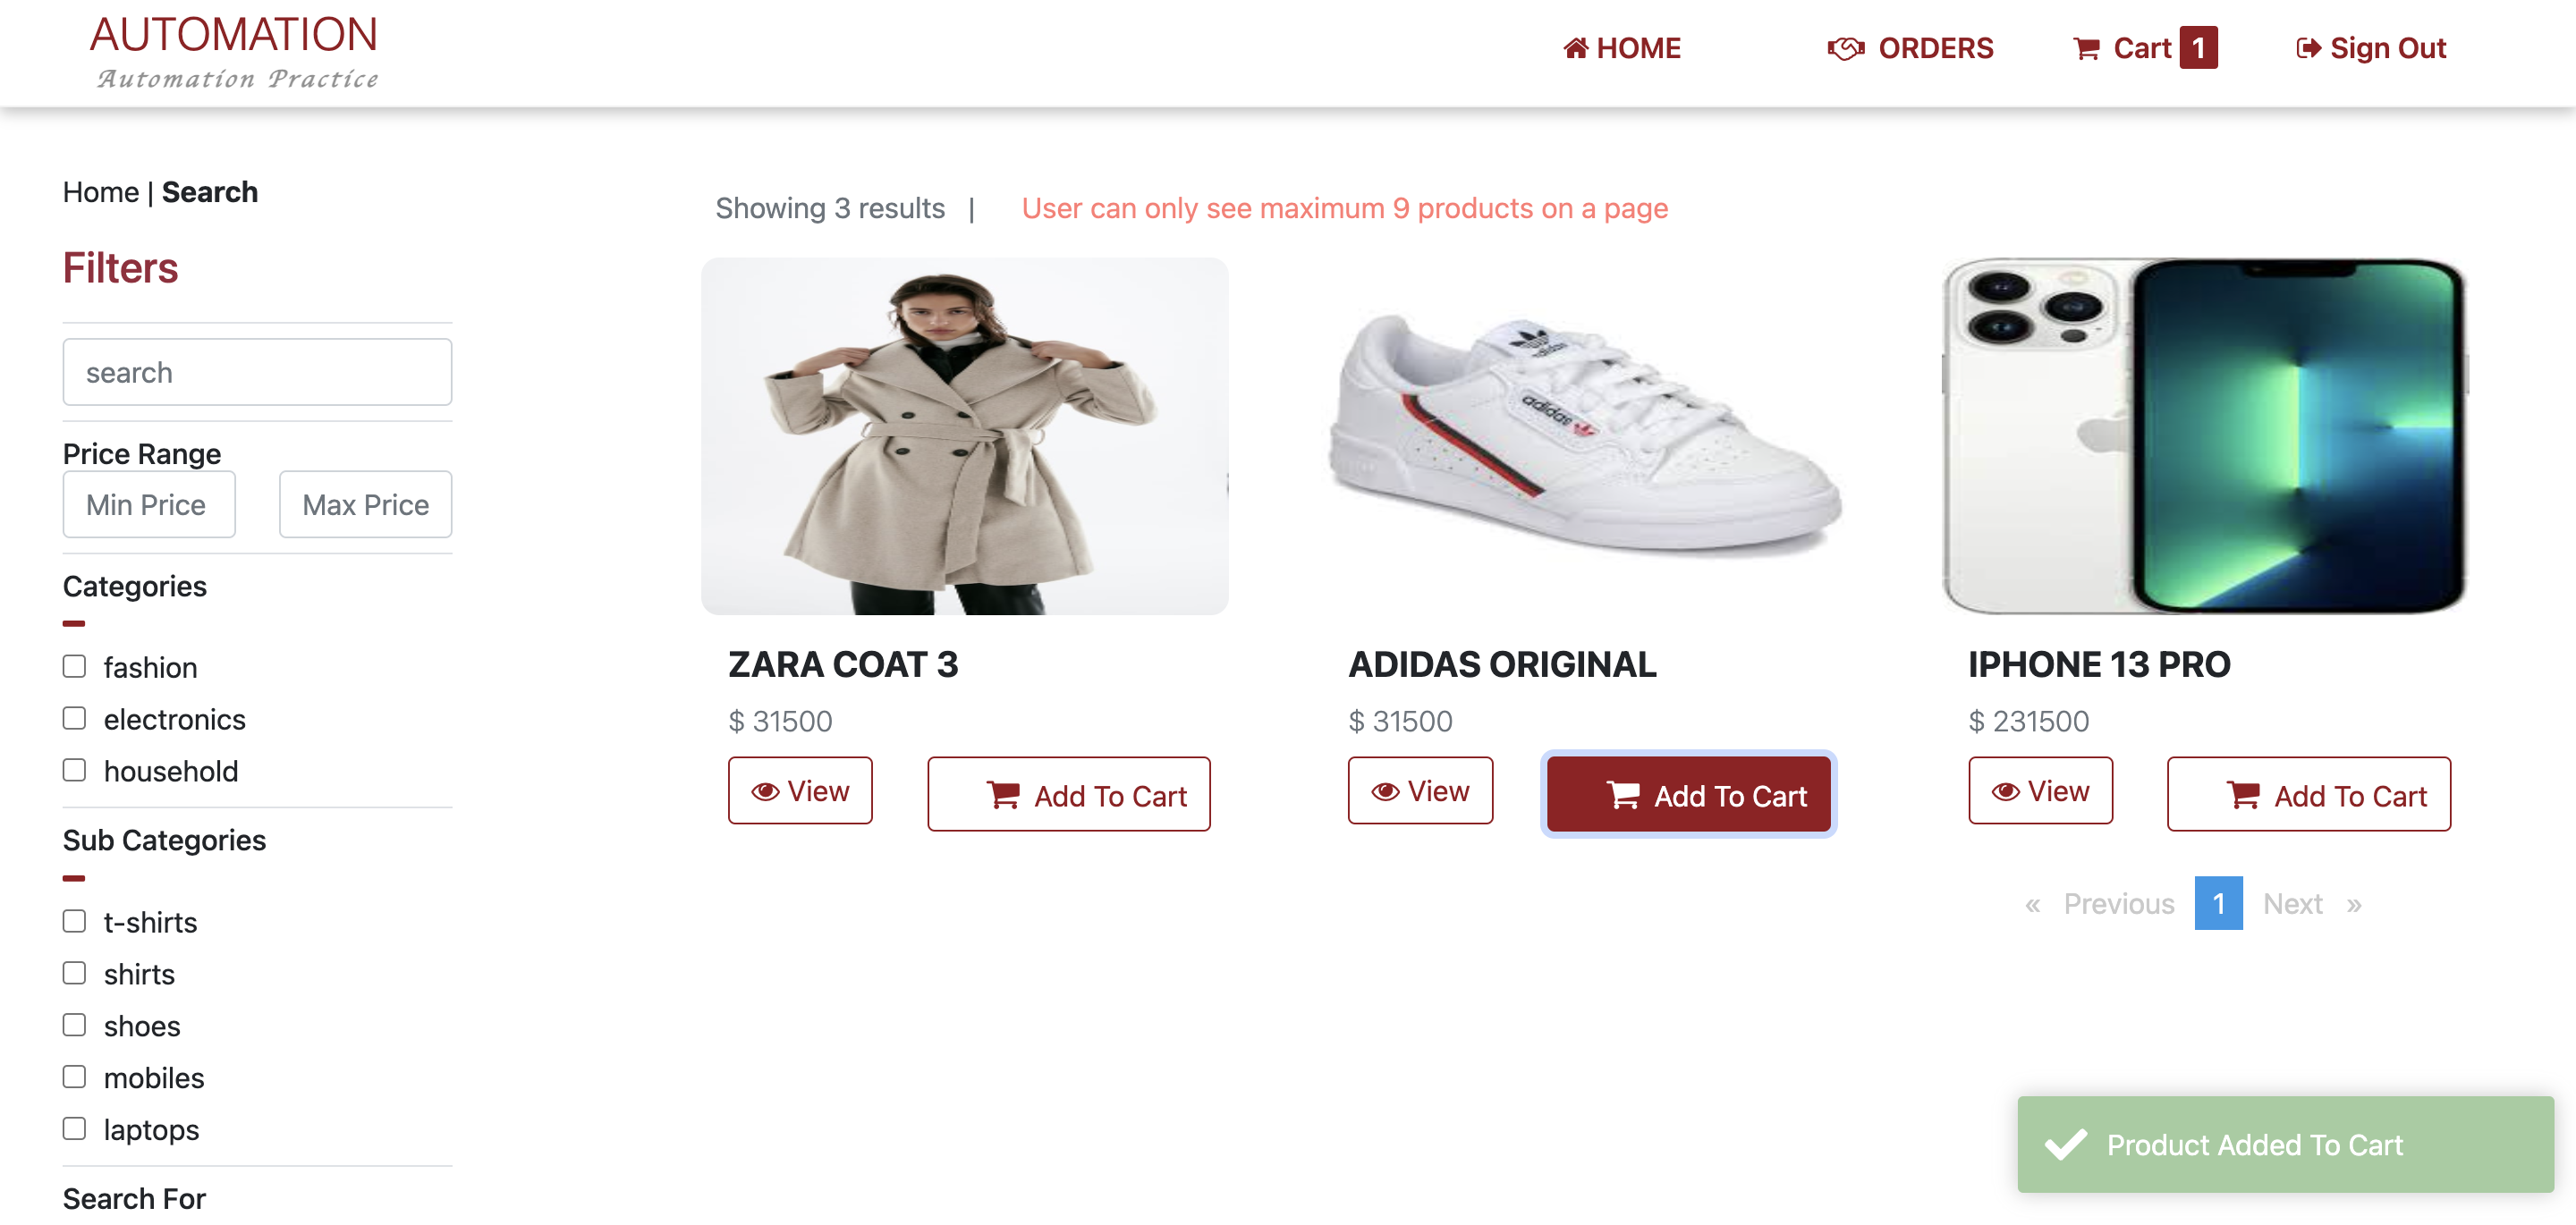 AUTOMATION
Automation Practice
HOME
ORDERS
Cart 1
Sign Out
Home | Search
Filters
search
Price Range
Min Price
Max Price
Categories
fashion
electronics
household
Sub Categories
t-shirts
shirts
shoes
mobiles
laptops
Search For
Showing 3 results |
User can only see maximum 9 products on a page
adidas
adidas
ZARA COAT 3
$ 31500
View
Add To Cart
ADIDAS ORIGINAL
$ 31500
View
Add To Cart
IPHONE 13 PRO
$ 231500
View
Add To Cart
« Previous 1 Next »
Product Added To Cart